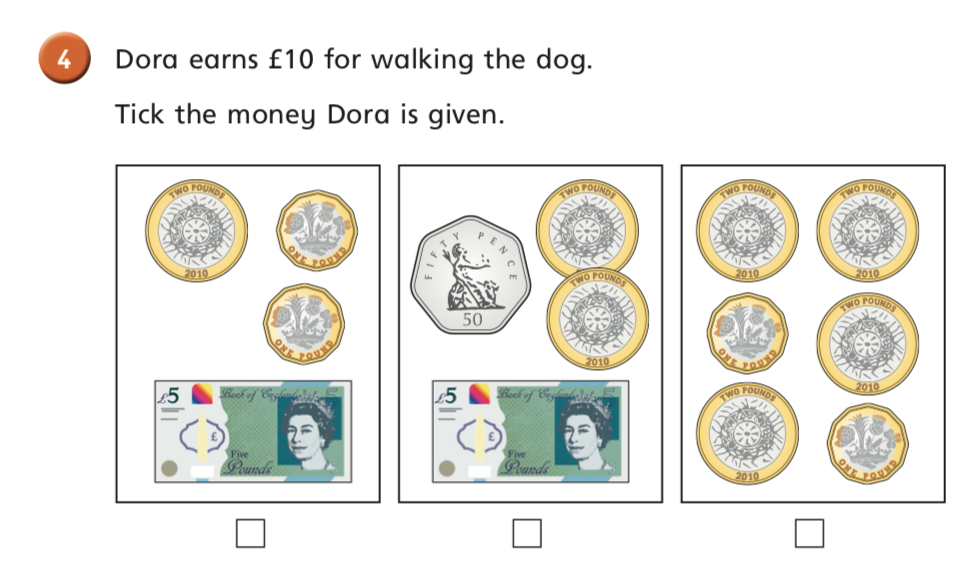 4 Dora earns £10 for walking the dog.
Tick the money Dora is given.
TWO POUNDS
2010
ONE POUND
ONE POUND
£5 Bank of England
£
Five
Pounds
FIFTY PENCE
50
TWO POUNDS
TWO POUNDS
2010
£5 Bank of England
£
Five
Pounds
TWO POUNDS
2010
TWO POUNDS
2010
ONE POUND
TWO POUNDS
2010
TWO POUNDS
2010
ONE POUND